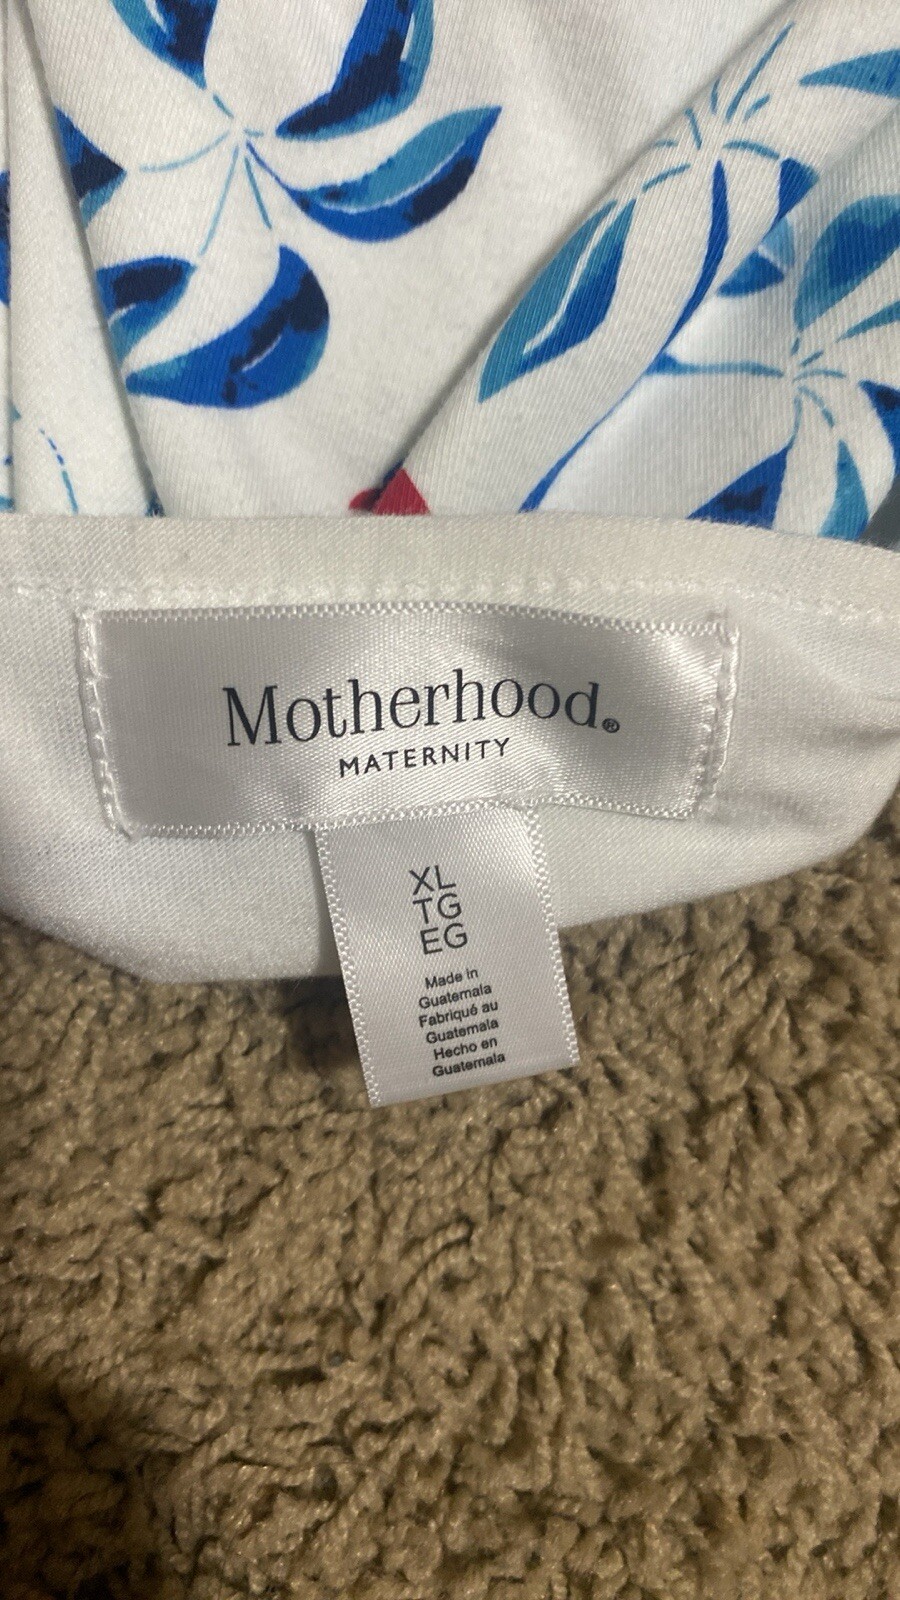 Motherhood®
MATERNITY
XL
TG
EG
Made in
Guatemala
Fabriqué au
Guatemala
Hecho en
Guatemala